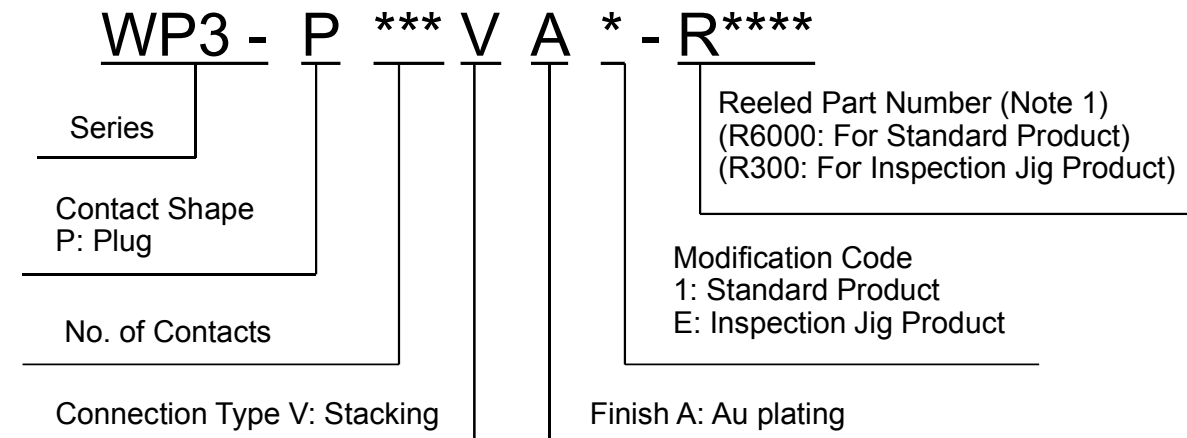 WP3 - P *** V A * - R****
Reeled Part Number (Note 1)
(R6000: For Standard Product)
(R300: For Inspection Jig Product)
Series
Contact Shape
P: Plug
Modification Code
1: Standard Product
E: Inspection Jig Product
No. of Contacts
Connection Type V: Stacking
Finish A: Au plating